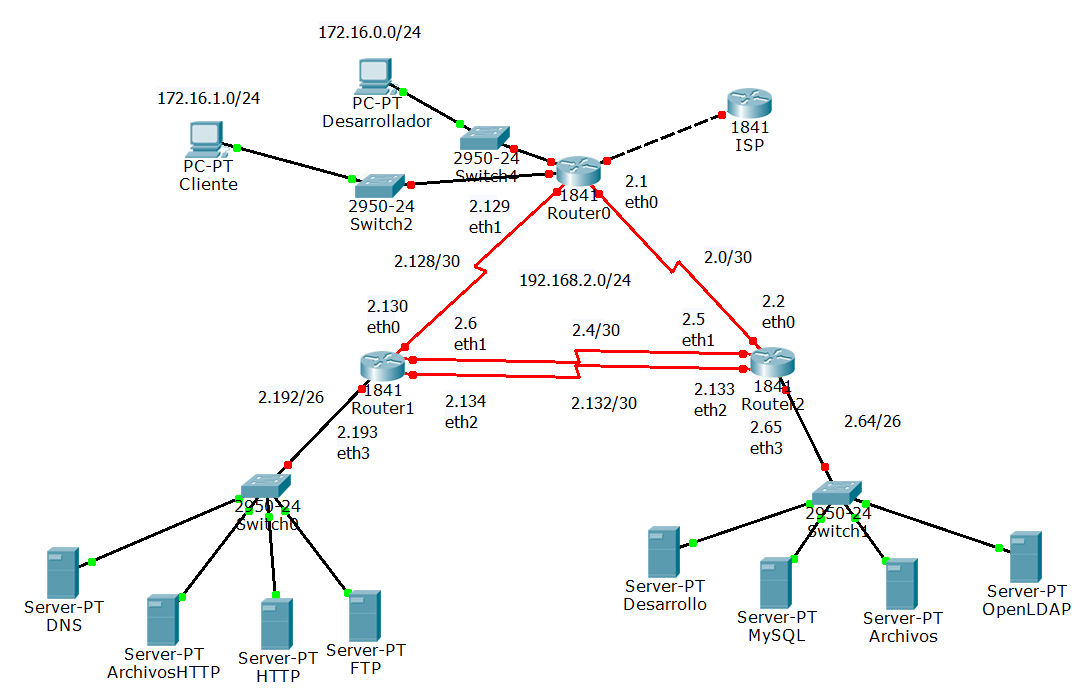 172.16.0.0/24
172.16.1.0/24
PC-PT
Desarrollador
1841
ISP
PC-PT
Cliente
2950-24
Switch4
2950-24
Switch2
1841
Router0
2.1
eth0
2.129
eth1
2.128/30
2.0/30
192.168.2.0/24
2.130
eth0
2.6
eth1
2.4/30
2.5
eth1
2.2
eth0
1841
Router1
1841
Router2
2.192/26
2.134
eth2
2.132/30
2.133
eth2
2.193
eth3
2.65
eth3
2.64/26
2950-24
Switch0
2950-24
Switch1
Server-PT
DNS
Server-PT
ArchivosHTTP
Server-PT
HTTP
Server-PT
FTP
Server-PT
Desarrollo
Server-PT
MySQL
Server-PT
Archivos
Server-PT
OpenLDAP